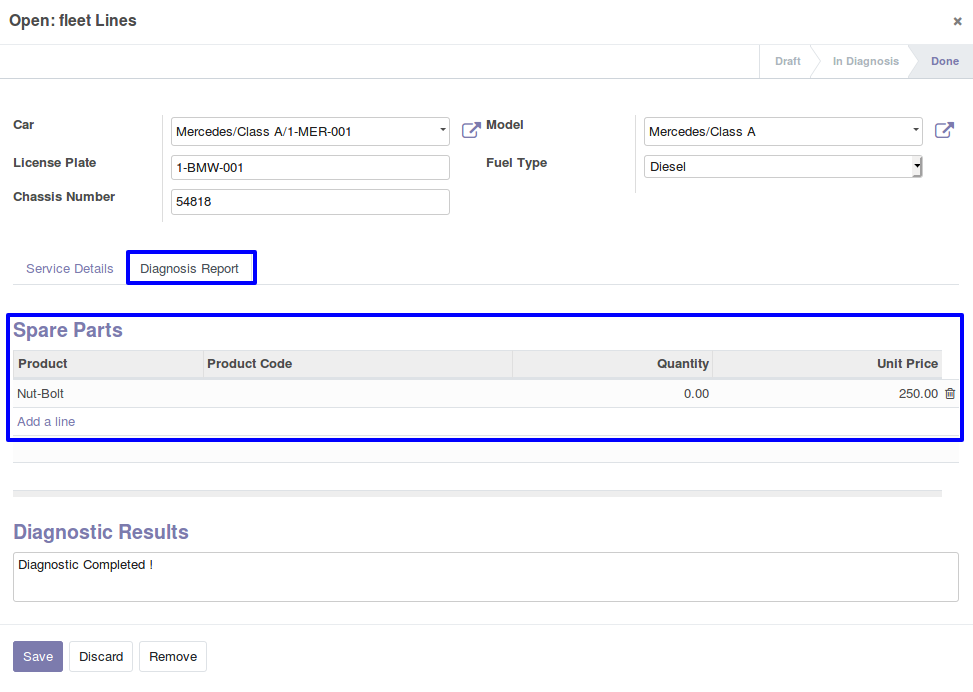 Open: fleet Lines ×
Draft In Diagnosis Done
Car Mercedes/Class A/1-MER-001 Model Mercedes/Class A
License Plate 1-BMW-001 Fuel Type Diesel
Chassis Number 54818
Service Details Diagnosis Report
Spare Parts
Product Product Code Quantity Unit Price
Nut-Bolt 0.00 250.00
Add a line
Diagnostic Results
Diagnostic Completed !
Save Discard Remove